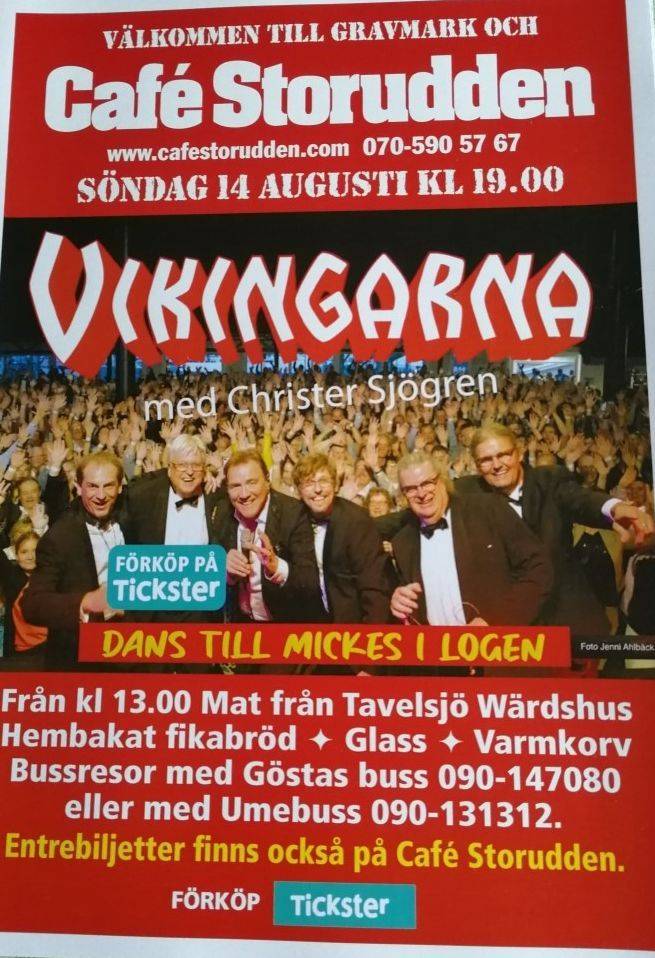 VÄLKOMMEN TILL GRAVMARK OCH
Café Storudden
www.cafestorudden.com 070-590 57 67
SÖNDAG 14 AUGUSTI KL 19.00
VIKINGARNA
med Christer Sjögren
FÖRKÖP PÅ
Tickster
DANS TILL MICKES I LOGEN
Foto Jenni Ahlbäck
Från kl 13.00 Mat från Tavelsjö Wärdshus
Hembakat fikabröd ✦ Glass ✦ Varmkorv
Bussresor med Göstas buss 090-147080
eller med Umebuss 090-131312.
Entrebiljetter finns också på Café Storudden.
FÖRKÖP Tickster